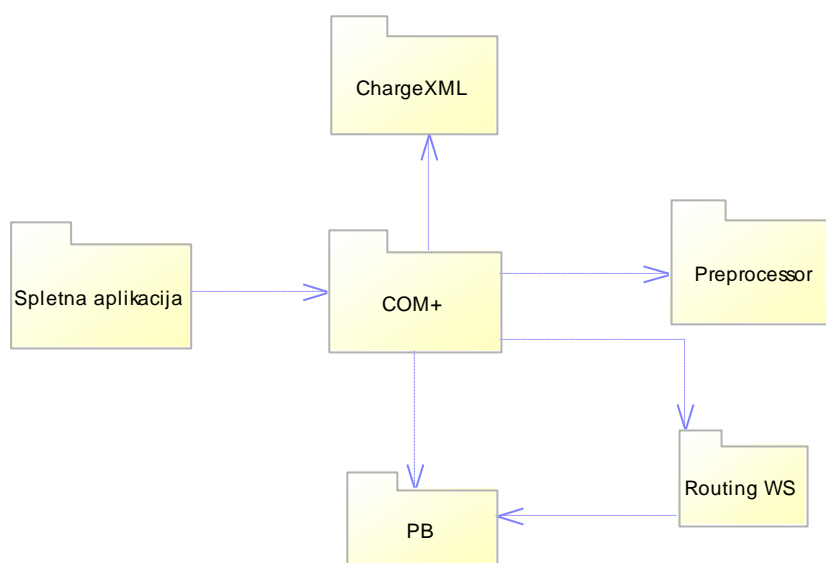 ChargeXML
Spletna aplikacija
COM+
Preprocessor
Routing WS
PB